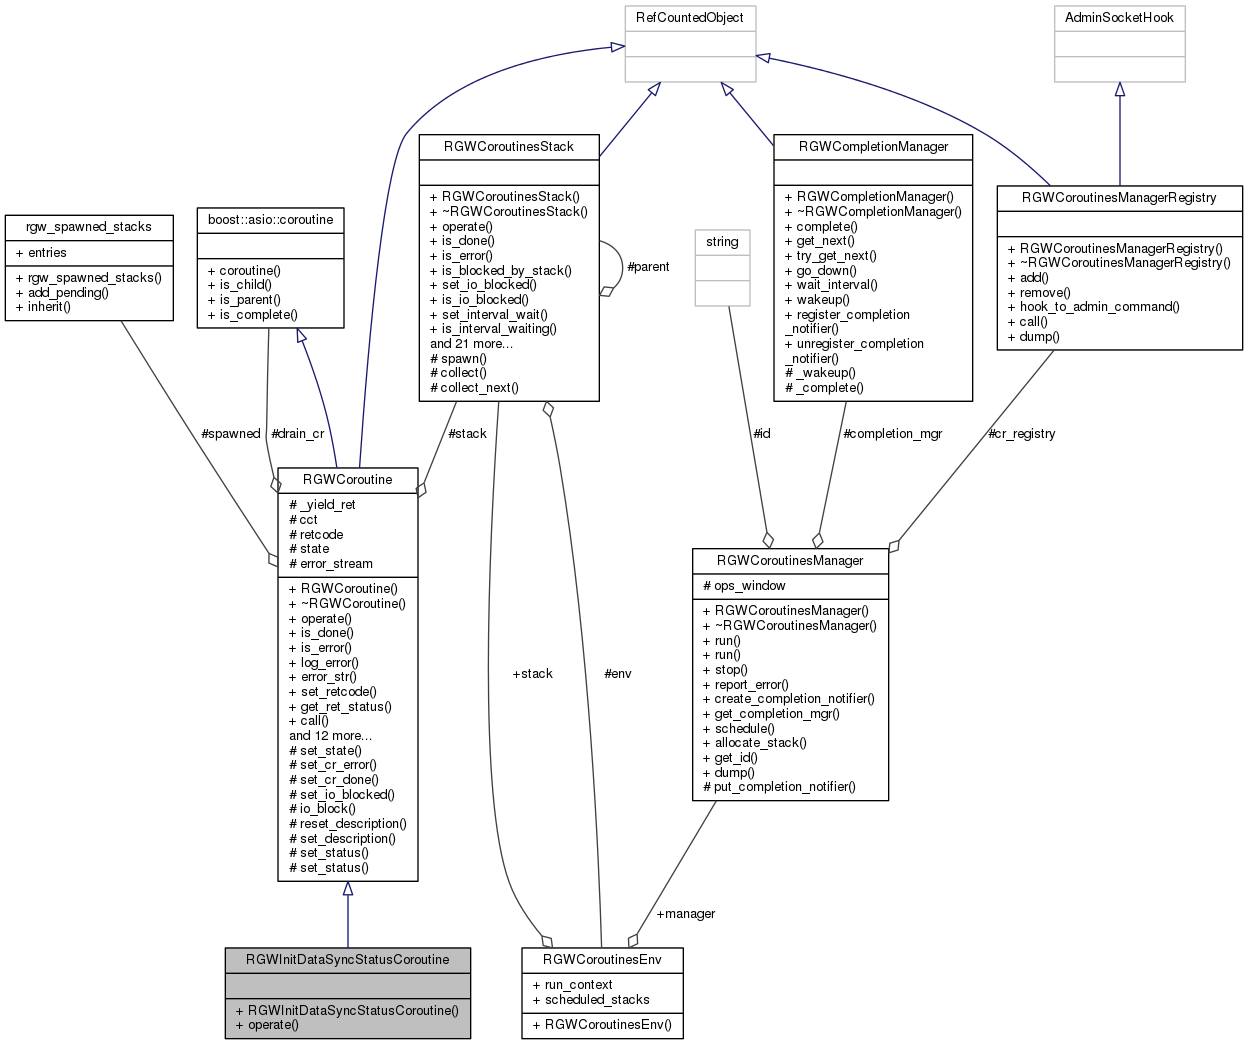 RefCountedObject
AdminSocketHook
RGWCoroutinesStack
+ RGWCoroutinesStack()
+ ~RGWCoroutinesStack()
+ operate()
+ is_done()
+ is_error()
+ is_blocked_by_stack()
+ set_io_blocked()
+ is_io_blocked()
+ set_interval_wait()
+ is_interval_waiting()
and 21 more...
# spawn()
# collect()
# collect_next()
#parent
RGWCompletionManager
+ RGWCompletionManager()
+ ~RGWCompletionManager()
+ complete()
+ get_next()
+ try_get_next()
+ go_down()
+ wait_interval()
+ wakeup()
+ register_completion
_notifier()
+ unregister_completion
_notifier()
# _wakeup()
# _complete()
RGWCoroutinesManagerRegistry
+ RGWCoroutinesManagerRegistry()
+ ~RGWCoroutinesManagerRegistry()
+ add()
+ remove()
+ hook_to_admin_command()
+ call()
+ dump()
rgw_spawned_stacks
+ entries
+ rgw_spawned_stacks()
+ add_pending()
+ inherit()
boost::asio::coroutine
+ coroutine()
+ is_child()
+ is_parent()
+ is_complete()
string
#spawned
#drain_cr
#stack
#id
#completion_mgr
#cr_registry
RGWCoroutine
# _yield_ret
# cct
# retcode
# state
# error_stream
+ RGWCoroutine()
+ ~RGWCoroutine()
+ operate()
+ is_done()
+ is_error()
+ log_error()
+ error_str()
+ set_retcode()
+ get_ret_status()
+ call()
and 12 more...
# set_state()
# set_cr_error()
# set_cr_done()
# set_io_blocked()
# io_block()
# reset_description()
# set_description()
# set_status()
# set_status()
+stack
#env
RGWCoroutinesManager
# ops_window
+ RGWCoroutinesManager()
+ ~RGWCoroutinesManager()
+ run()
+ run()
+ stop()
+ report_error()
+ create_completion_notifier()
+ get_completion_mgr()
+ schedule()
+ allocate_stack()
+ get_id()
+ dump()
# put_completion_notifier()
+manager
RGWInitDataSyncStatusCoroutine
+ RGWInitDataSyncStatusCoroutine()
+ operate()
RGWCoroutinesEnv
+ run_context
+ scheduled_stacks
+ RGWCoroutinesEnv()